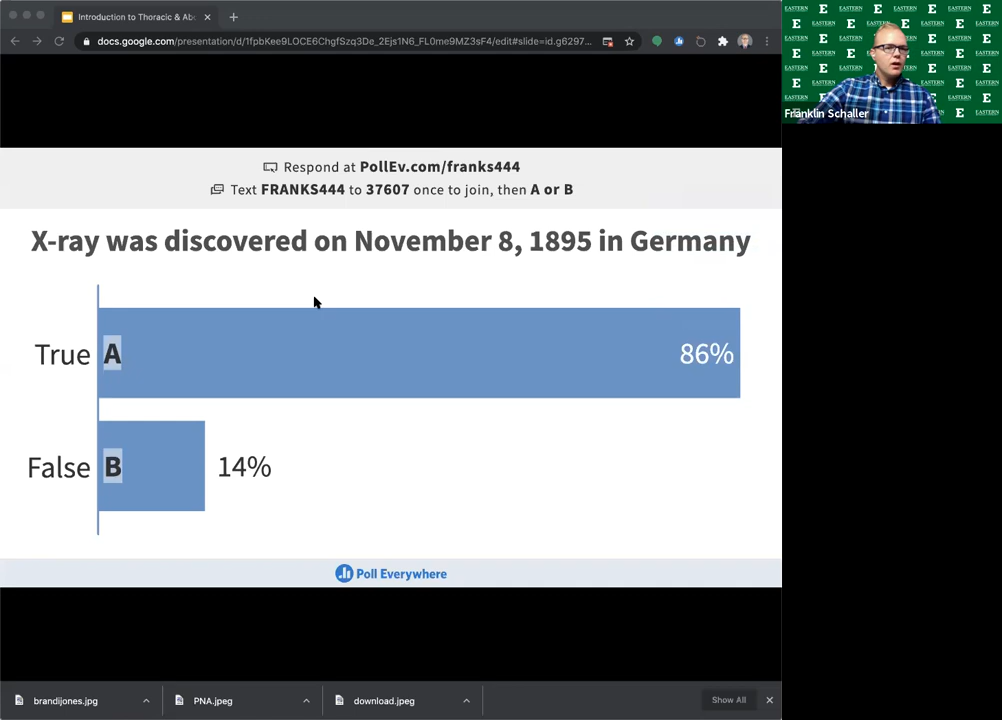 Introduction to Thoracic & Ab
docs.google.com/presentation/d/1fpbKee9LOCE6ChgfSzq3De_2Ejs1N6_FL0me9MZ3sF4/edit#slide=id.g6297...
EASTERN
E
Franklin Schaller
Respond at PollEv.com/franks444
Text FRANKS444 to 37607 once to join, then A or B
X-ray was discovered on November 8, 1895 in Germany
True A 86%
False B 14%
Poll Everywhere
brandijones.jpg
PNA.jpeg
download.jpeg
Show All